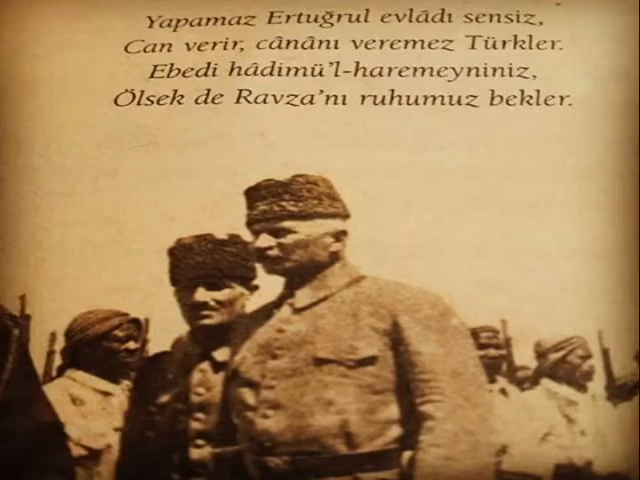 Yapamaz Ertuğrul evlâdı sensiz,
Can verir, cânânı veremez Türkler.
Ebedi hâdimü'l-haremeyniniz,
Ölsek de Ravza'nı ruhumuz bekler.